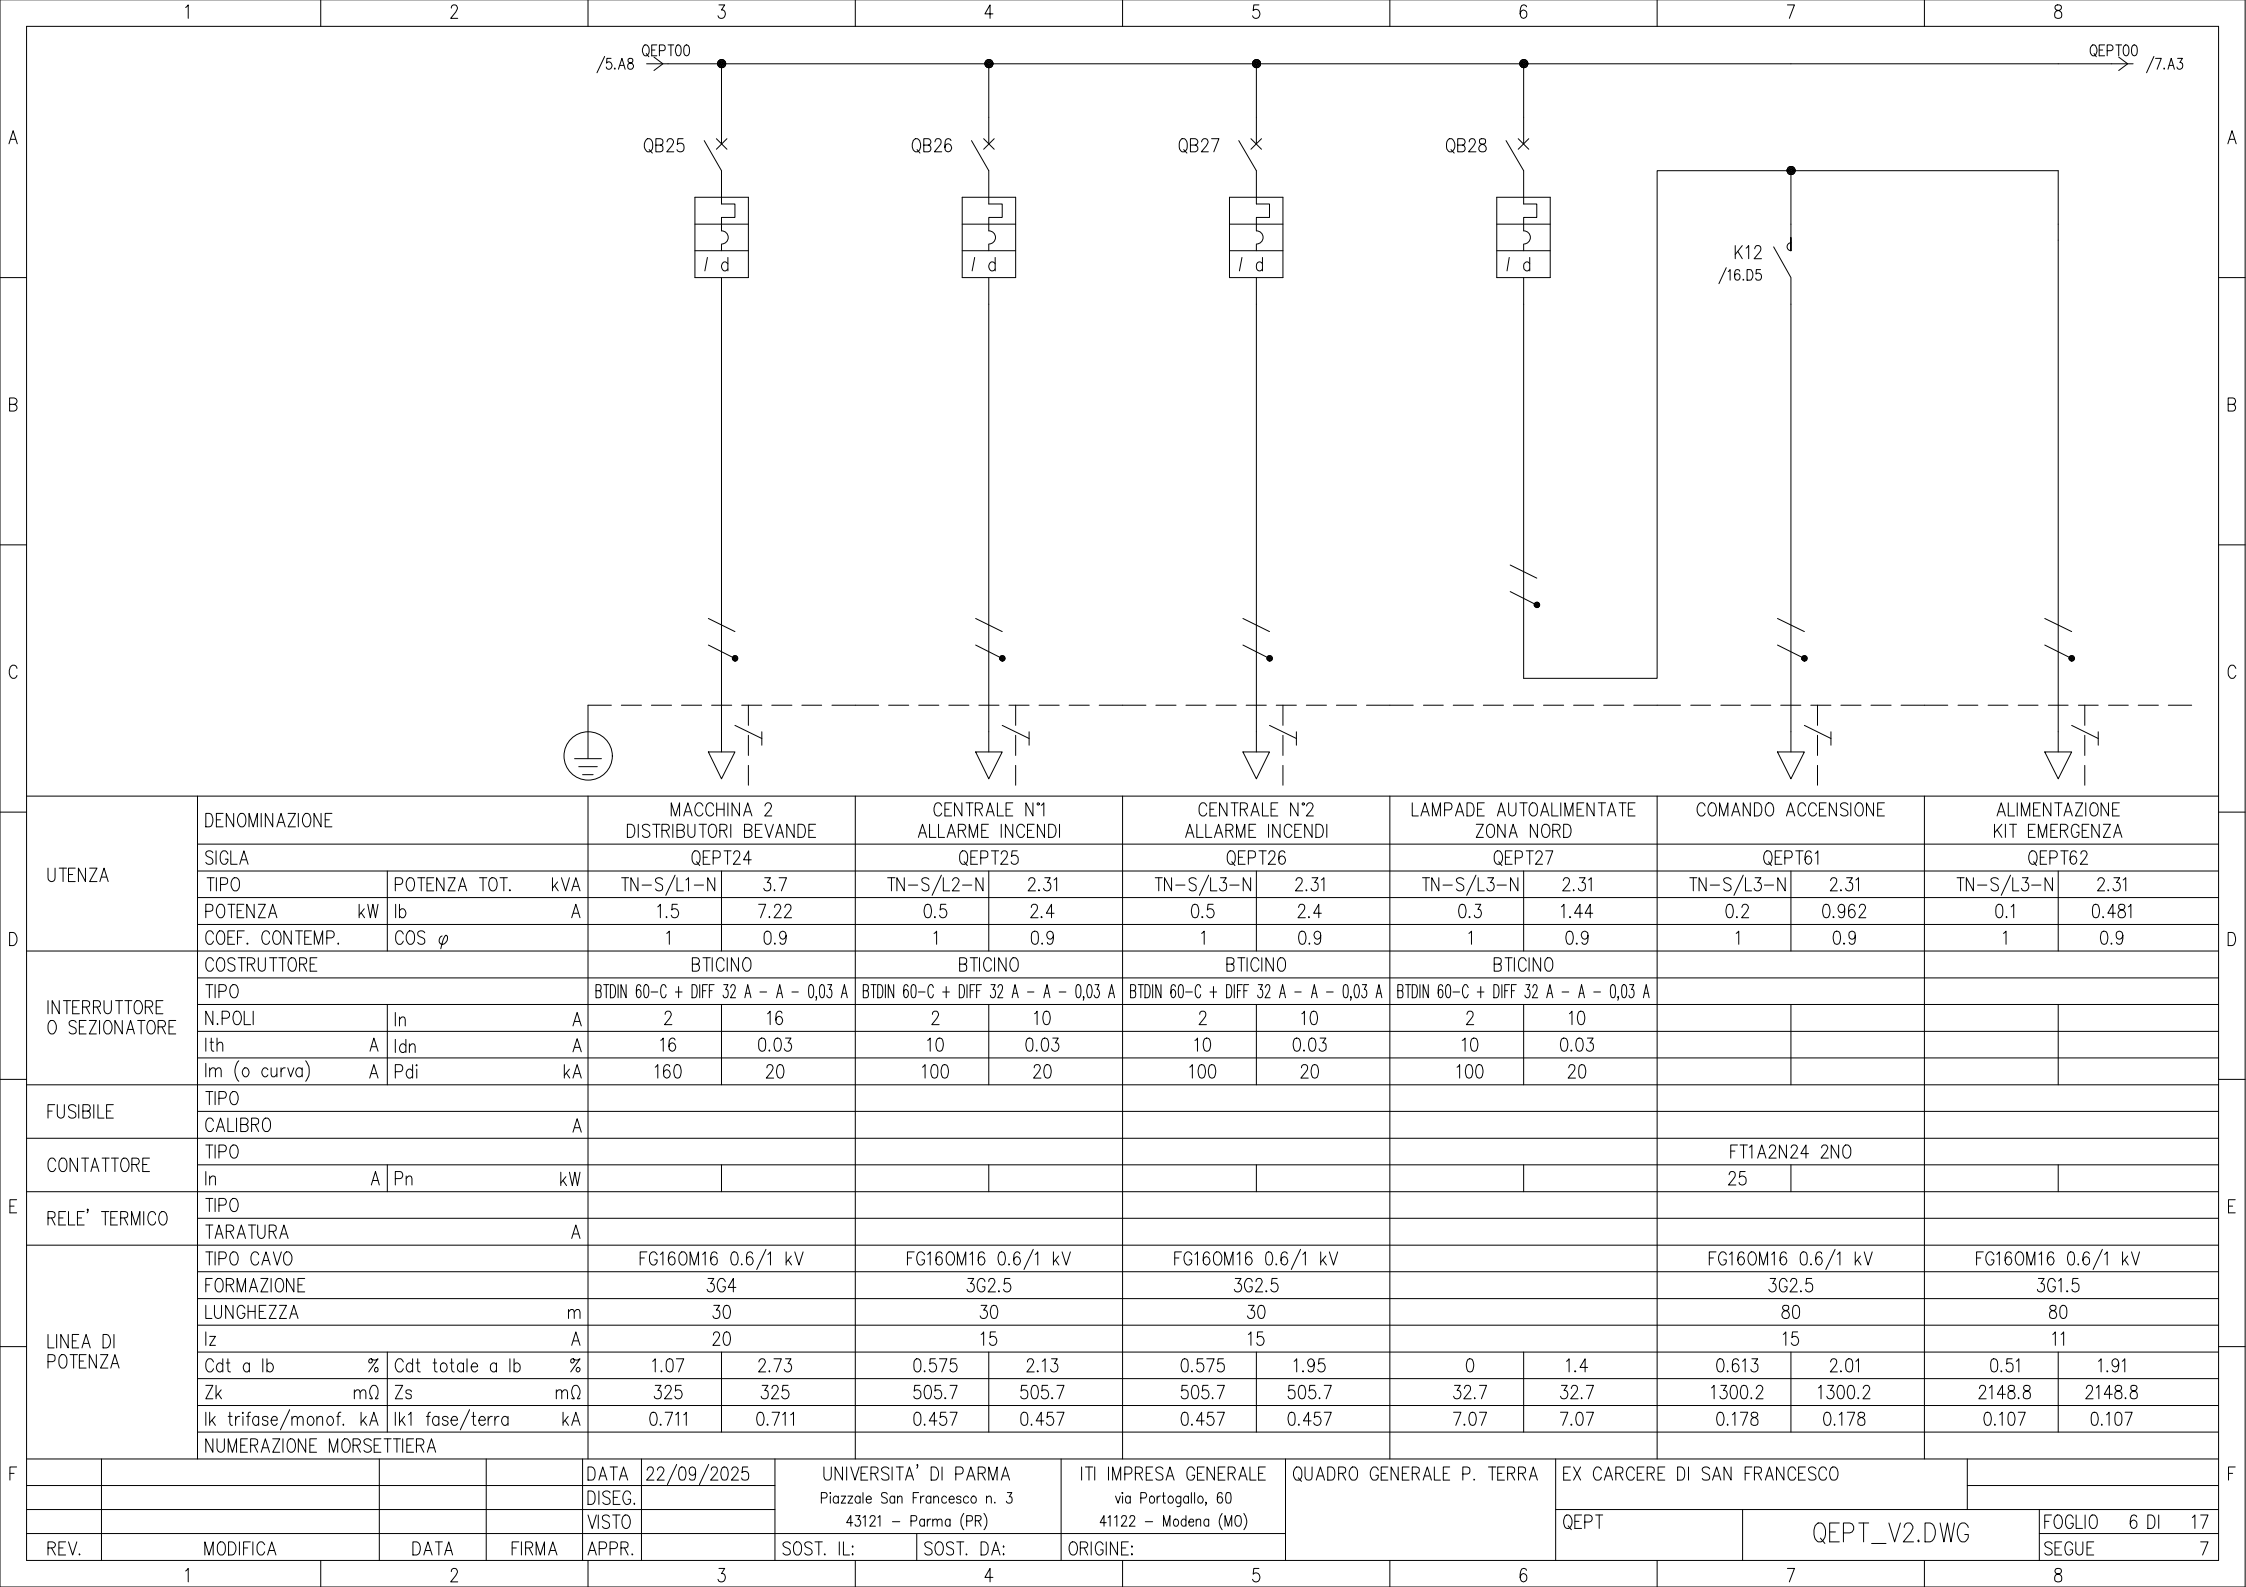 1 2 3 4 5 6 7 8
QEPT00 QEPT00
/5.A8 /7.A3
A A
QB25 QB26 QB27 QB28
K12
/16.D5
I d I d I d I d
B B
C C
UTENZA
DENOMINAZIONE MACCHINA 2 CENTRALE N°1 CENTRALE N°2 LAMPADE AUTOALIMENTATE COMANDO ACCENSIONE ALIMENTAZIONE
DISTRIBUTORI BEVANDE ALLARME INCENDI ALLARME INCENDI ZONA NORD KIT EMERGENZA
SIGLA QEPT24 QEPT25 QEPT26 QEPT27 QEPT61 QEPT62
TIPO POTENZA TOT. kVA TN-S/L1-N 3.7 TN-S/L2-N 2.31 TN-S/L3-N 2.31 TN-S/L3-N 2.31 TN-S/L3-N 2.31 TN-S/L3-N 2.31
POTENZA kW Ib A 1.5 7.22 0.5 2.4 0.5 2.4 0.3 1.44 0.2 0.962 0.1 0.481
D COEF. CONTEMP. COS φ 1 0.9 1 0.9 1 0.9 1 0.9 1 0.9 1 0.9 D
INTERRUTTORE
O SEZIONATORE
COSTRUTTORE BTICINO BTICINO BTICINO BTICINO
TIPO BTDIN 60-C + DIFF 32 A - A - 0,03 A BTDIN 60-C + DIFF 32 A - A - 0,03 A BTDIN 60-C + DIFF 32 A - A - 0,03 A BTDIN 60-C + DIFF 32 A - A - 0,03 A
N.POLI In A 2 16 2 10 2 10 2 10
Ith A Idn A 16 0.03 10 0.03 10 0.03 10 0.03
Im (o curva) A Pdi kA 160 20 100 20 100 20 100 20
FUSIBILE
TIPO
CALIBRO A
CONTATTORE
TIPO FT1A2N24 2NO
In A Pn kW 25
E RELE' TERMICO E
TIPO
TARATURA A
LINEA DI
POTENZA
TIPO CAVO FG16OM16 0.6/1 kV FG16OM16 0.6/1 kV FG16OM16 0.6/1 kV FG16OM16 0.6/1 kV FG16OM16 0.6/1 kV
FORMAZIONE 3G4 3G2.5 3G2.5 3G2.5 3G1.5
LUNGHEZZA m 30 30 30 80 80
Iz A 20 15 15 15 11
Cdt a Ib % Cdt totale a Ib % 1.07 2.73 0.575 2.13 0.575 1.95 0 1.4 0.613 2.01 0.51 1.91
Zk mΩ Zs mΩ 325 325 505.7 505.7 505.7 505.7 32.7 32.7 1300.2 1300.2 2148.8 2148.8
Ik trifase/monof. kA Ik1 fase/terra kA 0.711 0.711 0.457 0.457 0.457 0.457 7.07 7.07 0.178 0.178 0.107 0.107
NUMERAZIONE MORSETTIERA
F DATA 22/09/2025 UNIVERSITA' DI PARMA ITI IMPRESA GENERALE QUADRO GENERALE P. TERRA EX CARCERE DI SAN FRANCESCO F
DISEG. Piazzale San Francesco n. 3 via Portogallo, 60
VISTO 43121 - Parma (PR) 41122 - Modena (MO) QEPT QEPT_V2.DWG FOGLIO 6 DI 17
REV. MODIFICA DATA FIRMA APPR. SOST. IL: SOST. DA: ORIGINE: SEGUE 7
1 2 3 4 5 6 7 8